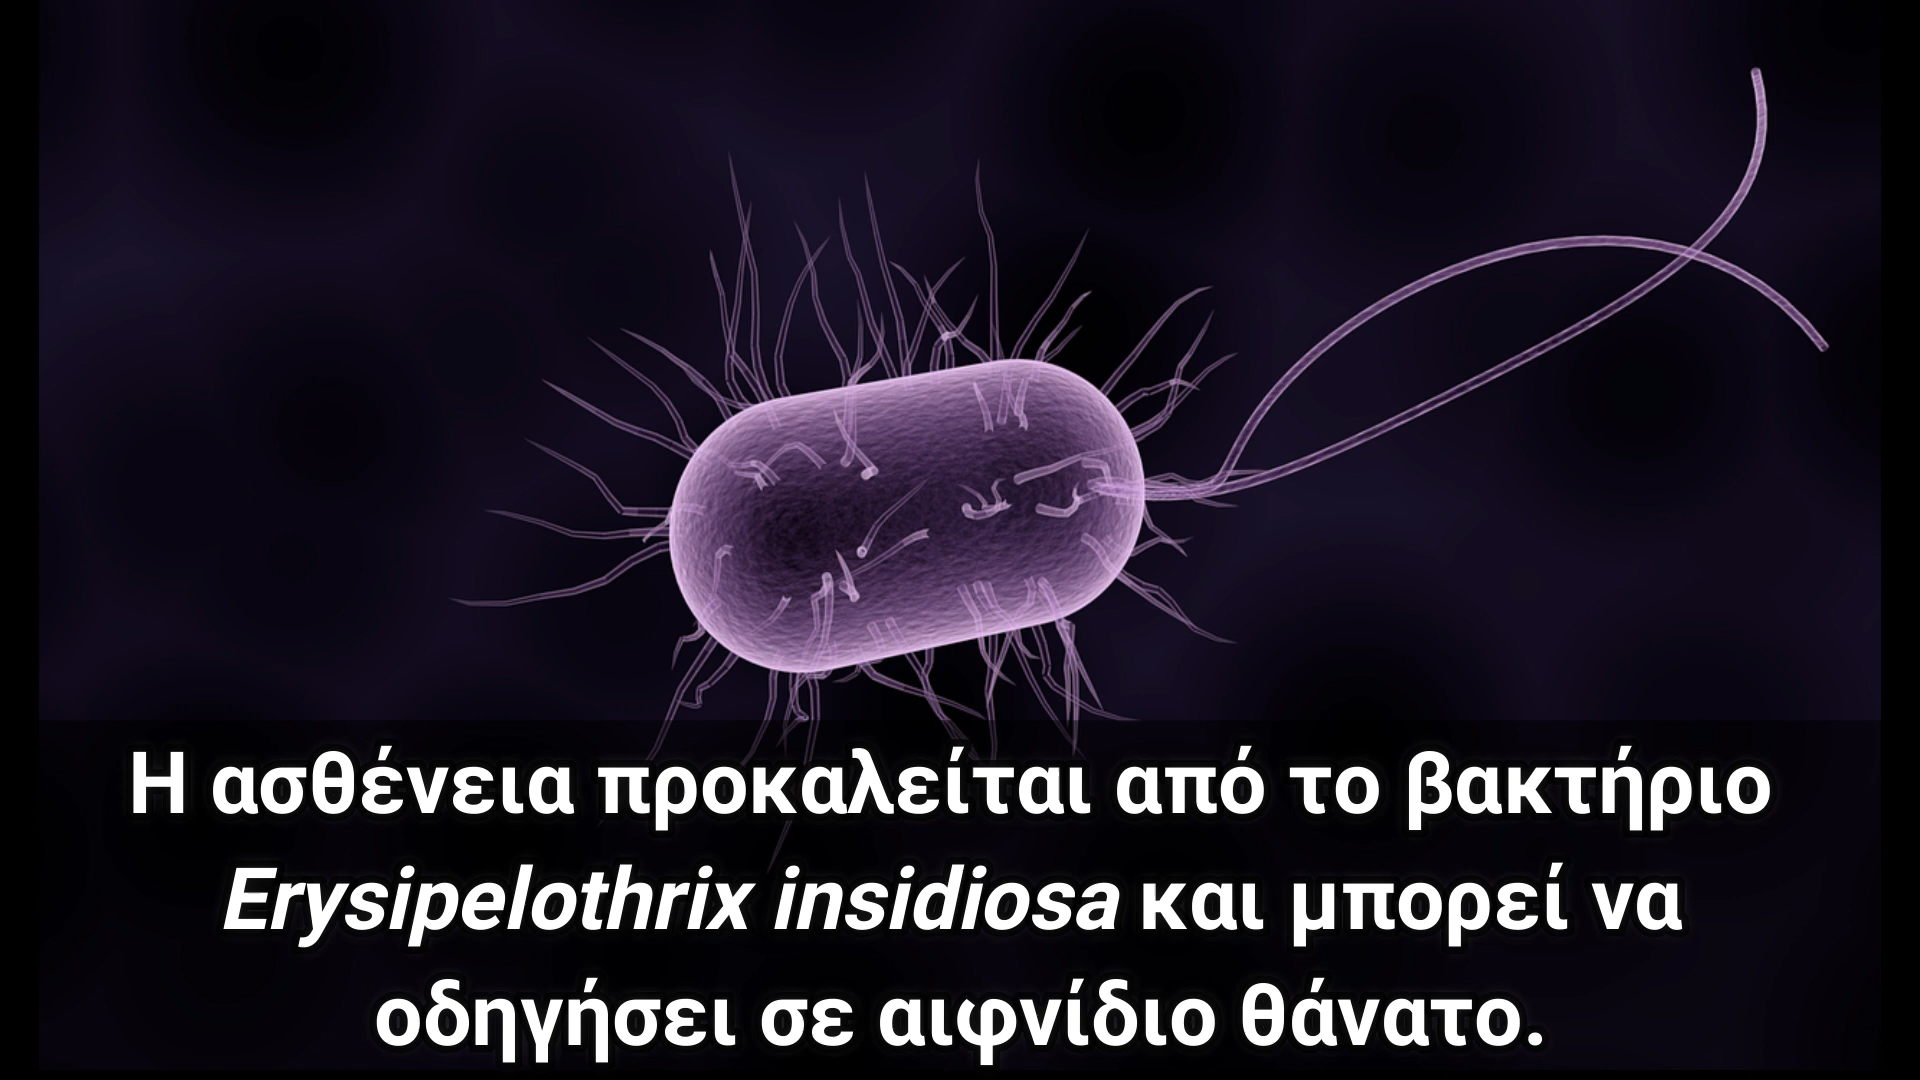 Η ασθένεια προκαλείται από το βακτήριο
Erysipelothrix insidiosa και μπορεί να
οδηγήσει σε αιφνίδιο θάνατο.